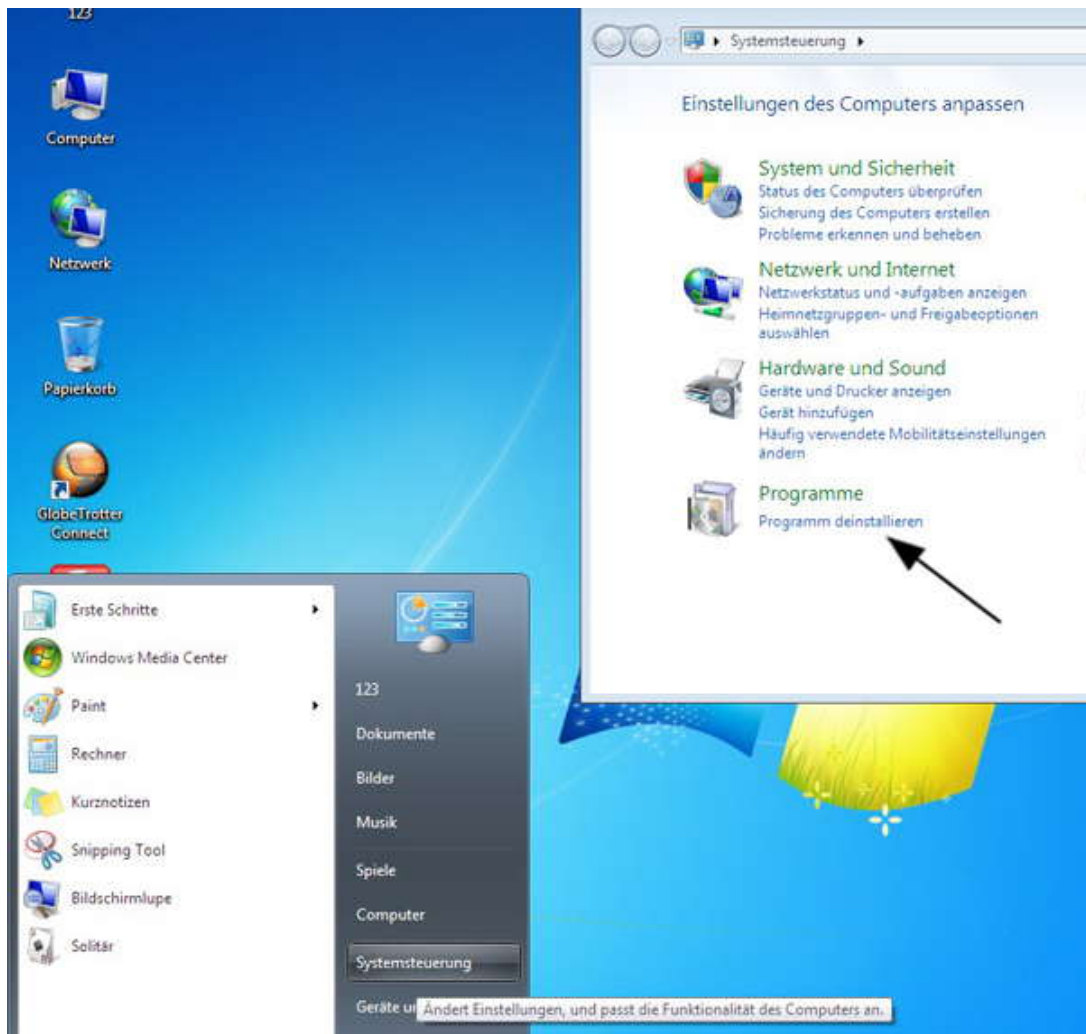 123
Computer
Netzwerk
Papierkorb
GlobeTrotter
Connect
Systemsteuerung
Einstellungen des Computers anpassen
System und Sicherheit
Status des Computers überprüfen
Sicherung des Computers erstellen
Probleme erkennen und beheben
Netzwerk und Internet
Netzwerkstatus und -aufgaben anzeigen
Heimnetzgruppen- und Freigabeoptionen
auswählen
Hardware und Sound
Geräte und Drucker anzeigen
Gerät hinzufügen
Häufig verwendete Mobilitätseinstellungen
ändern
Programme
Programm deinstallieren
Erste Schritte
Windows Media Center
Paint
Rechner
Kurznotizen
Snipping Tool
Bildschirmlupe
Solitär
123
Dokumente
Bilder
Musik
Spiele
Computer
Systemsteuerung
Geräte
Ändert Einstellungen, und passt die Funktionalität des Computers an.